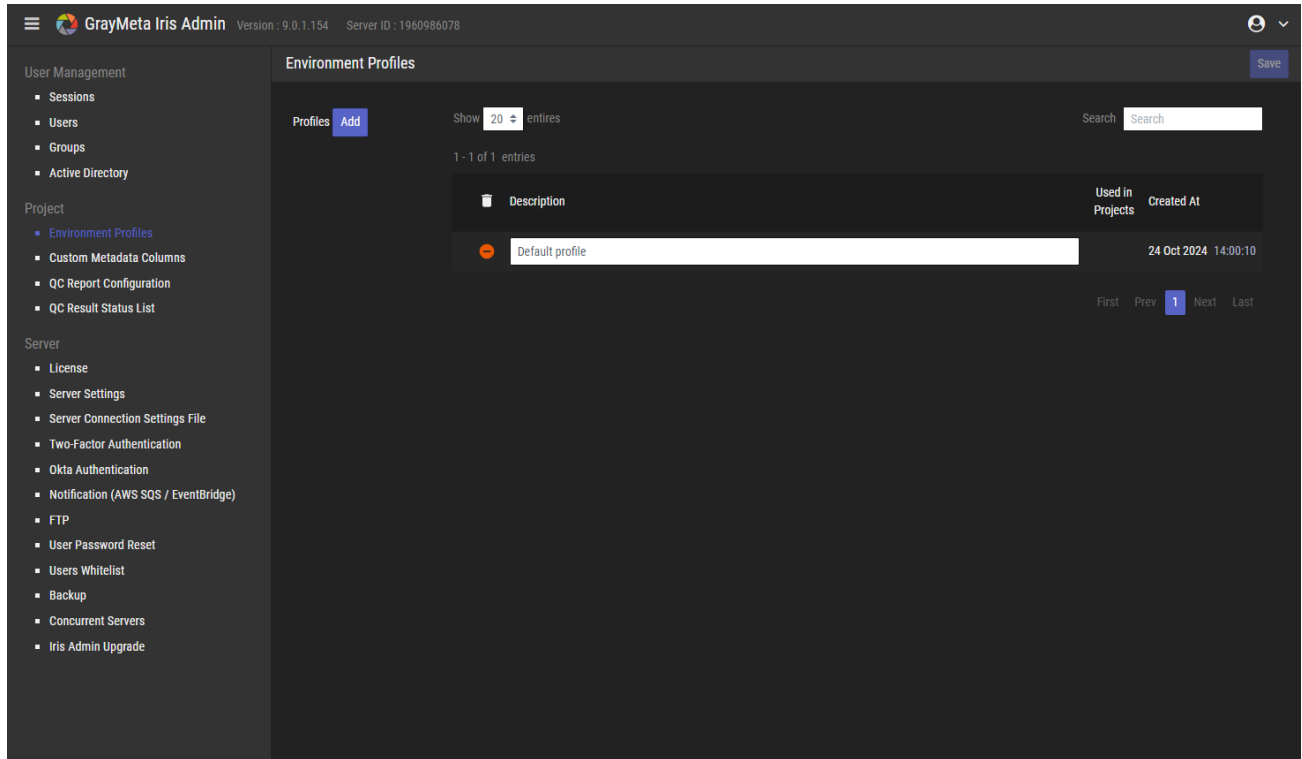 GrayMeta Iris Admin Version : 9.0.1.154 Server ID : 1960986078
User Management
Sessions
Users
Groups
Active Directory
Project
Environment Profiles
Custom Metadata Columns
QC Report Configuration
QC Result Status List
Server
License
Server Settings
Server Connection Settings File
Two-Factor Authentication
Okta Authentication
Notification (AWS SQS / EventBridge)
FTP
User Password Reset
Users Whitelist
Backup
Concurrent Servers
Iris Admin Upgrade
Environment Profiles Save
Profiles Add Show 20 entires Search Search
1 - 1 of 1 entries
Description Used in
Projects Created At
Default profile 24 Oct 2024 14:00:10
First Prev 1 Next Last